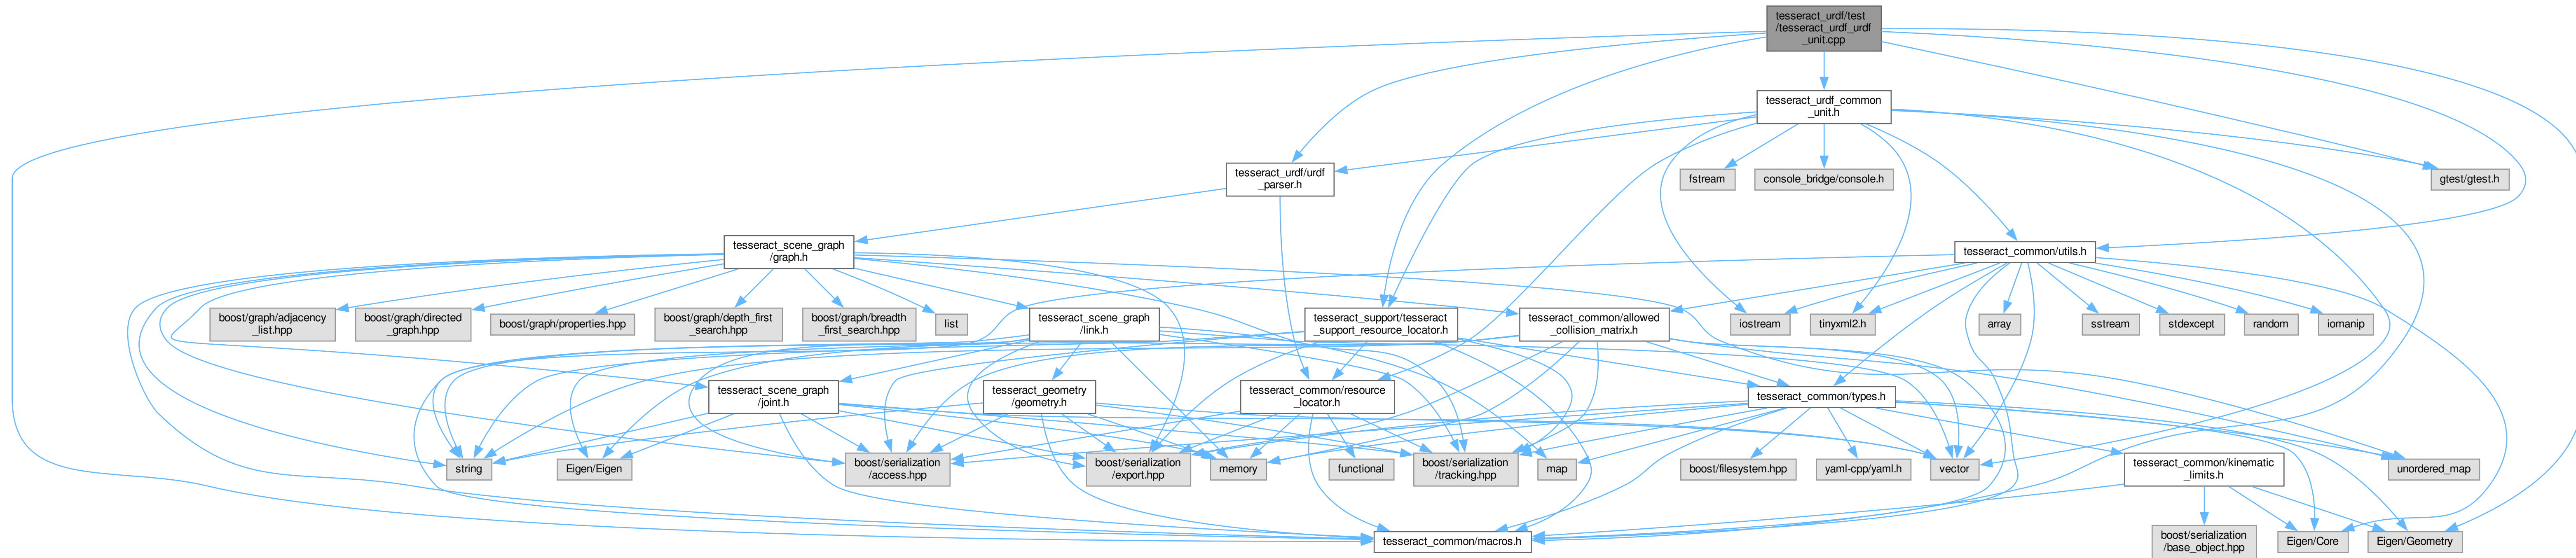 tesseract_urdf/test
/tesseract_urdf_urdf
_unit.cpp
tesseract_urdf_common
_unit.h
tesseract_urdf/urdf
_parser.h
fstream
console_bridge/console.h
gtest/gtest.h
tesseract_scene_graph
/graph.h
tesseract_common/utils.h
boost/graph/adjacency
_list.hpp
boost/graph/directed
_graph.hpp
boost/graph/properties.hpp
boost/graph/depth_first
_search.hpp
boost/graph/breadth
_first_search.hpp
list
tesseract_scene_graph
/link.h
tesseract_support/tesseract
_support_resource_locator.h
tesseract_common/allowed
_collision_matrix.h
iostream
tinyxml2.h
array
sstream
stdexcept
random
iomanip
tesseract_scene_graph
/joint.h
tesseract_geometry
/geometry.h
tesseract_common/resource
_locator.h
tesseract_common/types.h
string
Eigen/Eigen
boost/serialization
/access.hpp
boost/serialization
/export.hpp
memory
functional
boost/serialization
/tracking.hpp
map
boost/filesystem.hpp
yaml-cpp/yaml.h
vector
tesseract_common/kinematic
_limits.h
unordered_map
tesseract_common/macros.h
boost/serialization
/base_object.hpp
Eigen/Core
Eigen/Geometry